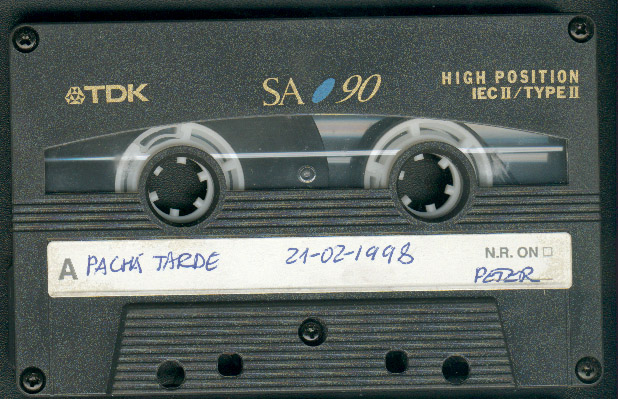 TDK SA 90 HIGH POSITION
IEC II / TYPE II
A PACHÁ TARDE 21-02-1998 N.R. ON
PETER